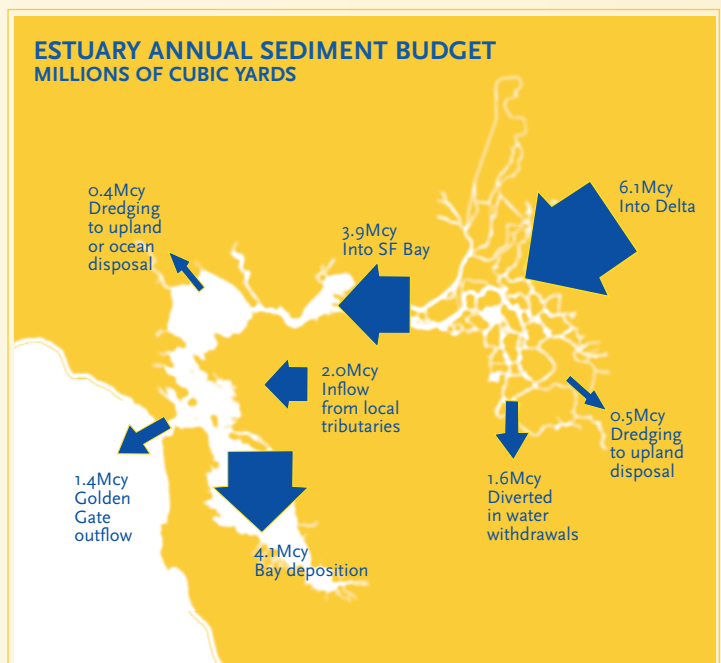 ESTUARY ANNUAL SEDIMENT BUDGET
MILLIONS OF CUBIC YARDS
0.4Mcy
Dredging
to upland
or ocean
disposal
3.9Mcy
Into SF Bay
6.1Mcy
Into Delta
2.0Mcy
Inflow
from local
tributaries
0.5Mcy
Dredging
to upland
disposal
1.4Mcy
Golden
Gate
outflow
1.6Mcy
Diverted
in water
withdrawals
4.1Mcy
Bay deposition